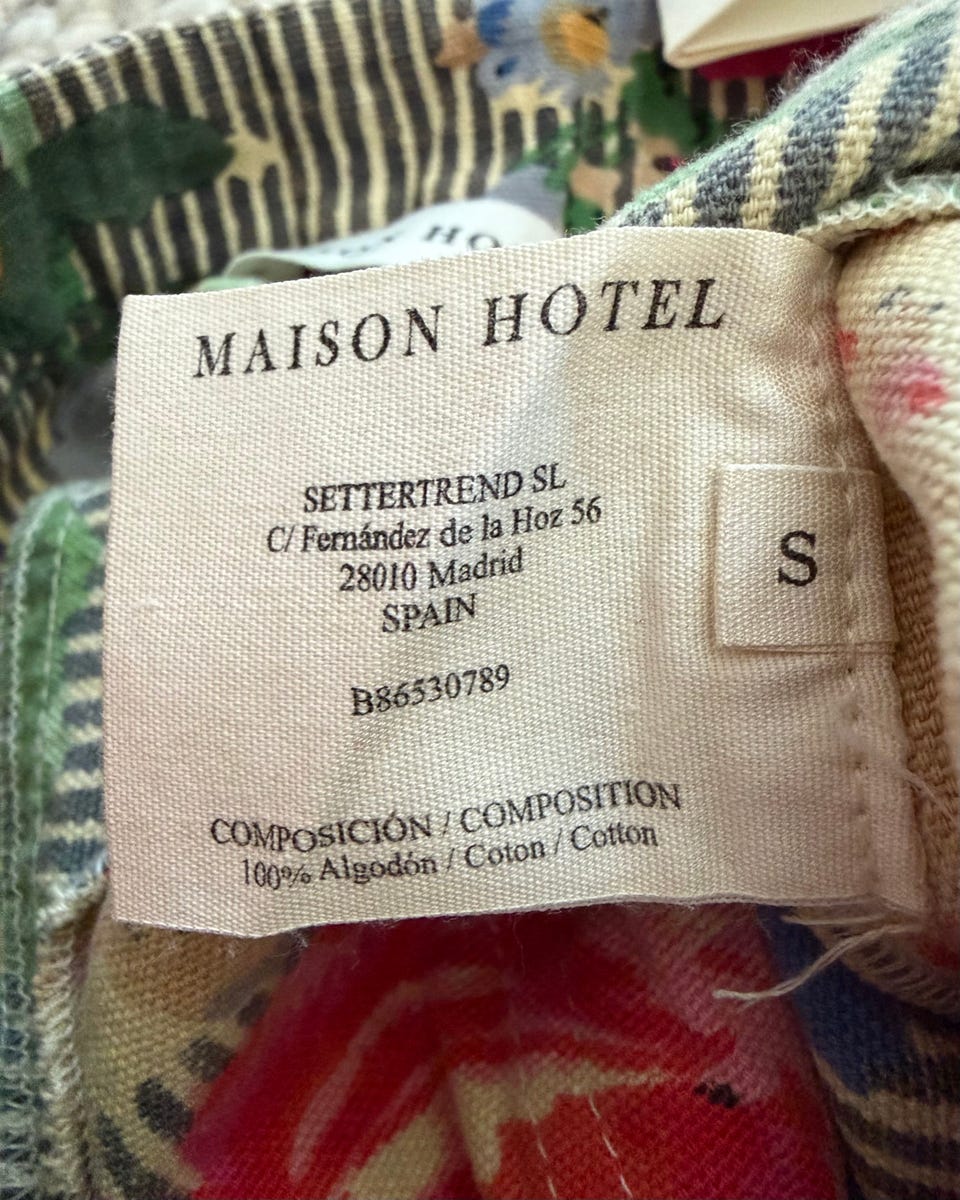 HO
MAISON HOTEL
SETTERTREND SL
C/ Fernández de la Hoz 56
28010 Madrid
SPAIN
S
B86530789
COMPOSICIÓN / COMPOSITION
100% Algodón / Coton / Cotton